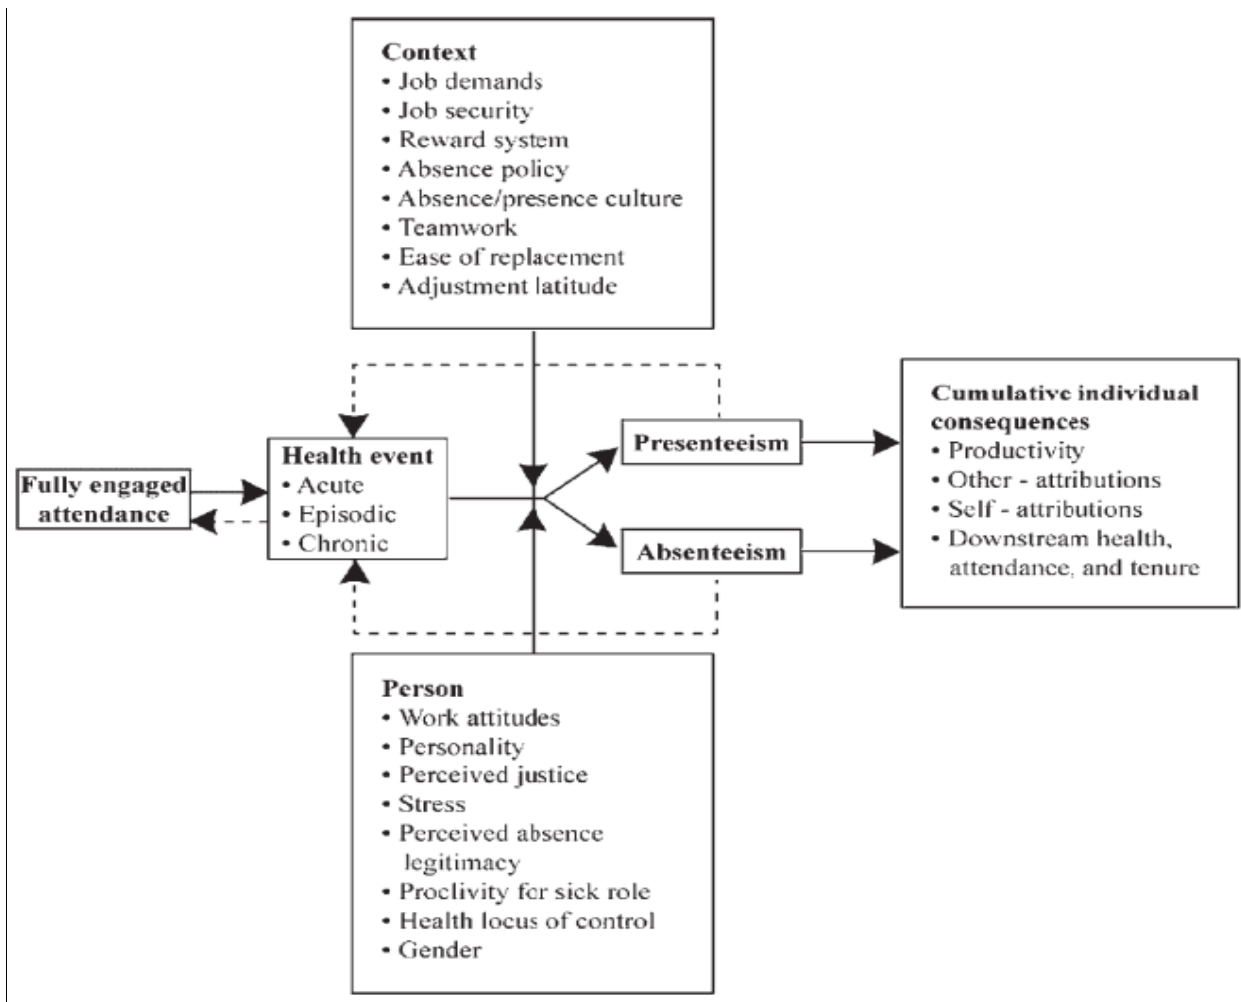 Context
• Job demands
• Job security
• Reward system
• Absence policy
• Absence/presence culture
• Teamwork
• Ease of replacement
• Adjustment latitude
Fully engaged
attendance
Health event
• Acute
• Episodic
• Chronic
Presenteeism
Absenteeism
Cumulative individual
consequences
• Productivity
• Other - attributions
• Self - attributions
• Downstream health,
attendance, and tenure
Person
• Work attitudes
• Personality
• Perceived justice
• Stress
• Perceived absence
legitimacy
• Proclivity for sick role
• Health locus of control
• Gender